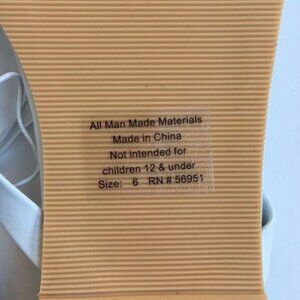 All Man Made Materials
Made in China
Not intended for
children 12 & under
Size: 6 RN # 56951